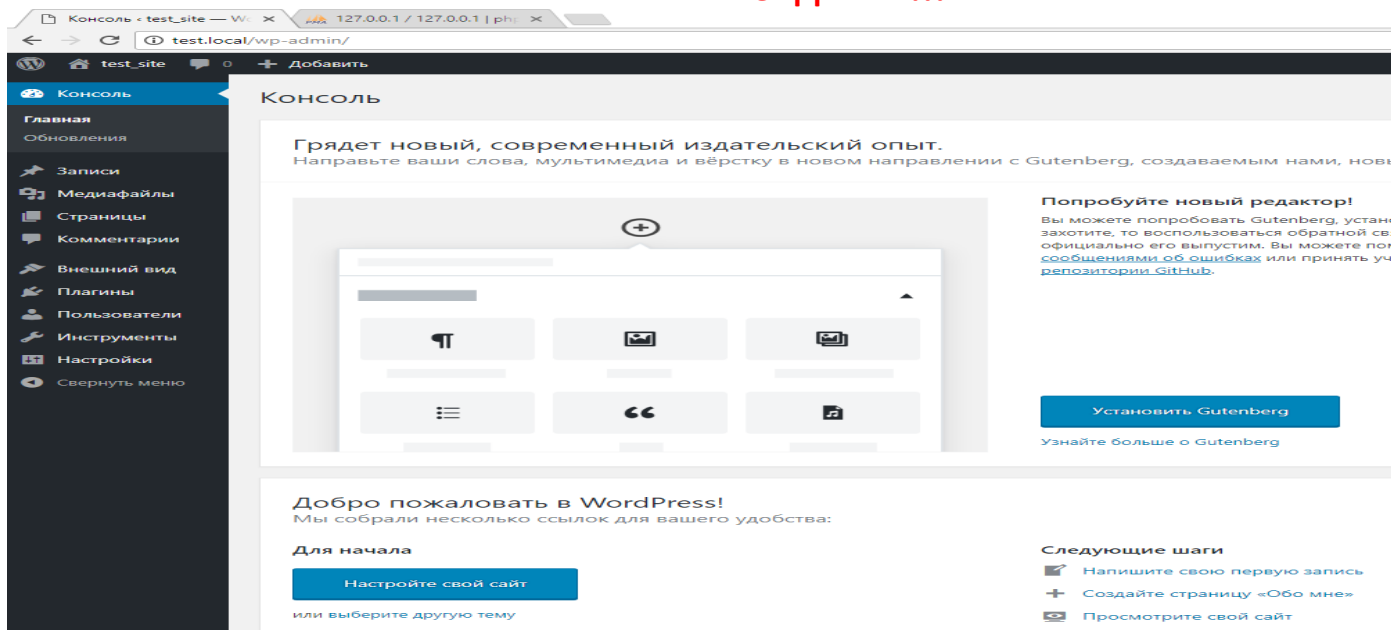 Консоль ‹ test_site — W
127.0.0.1 / 127.0.0.1 | ph
test.local/wp-admin/
test_site 0 Добавить
Консоль
Главная
Обновления
Записи
Медиафайлы
Страницы
Комментарии
Внешний вид
Плагины
Пользователи
Инструменты
Настройки
Свернуть меню
Консоль
Грядет новый, современный издательский опыт.
Направьте ваши слова, мультимедиа и вёрстку в новом направлении с Gutenberg, создаваемым нами, новы
Попробуйте новый редактор!
Вы можете попробовать Gutenberg, устан
захотите, то воспользоваться обратной св
официально его выпустим. Вы можете по
сообщениями об ошибках или принять уч
репозитории GitHub.
Установить Gutenberg
Узнайте больше о Gutenberg
Добро пожаловать в WordPress!
Мы собрали несколько ссылок для вашего удобства:
Для начала
Настройте свой сайт
или выберите другую тему
Следующие шаги
Напишите свою первую запись
Создайте страницу «Обо мне»
Просмотрите свой сайт